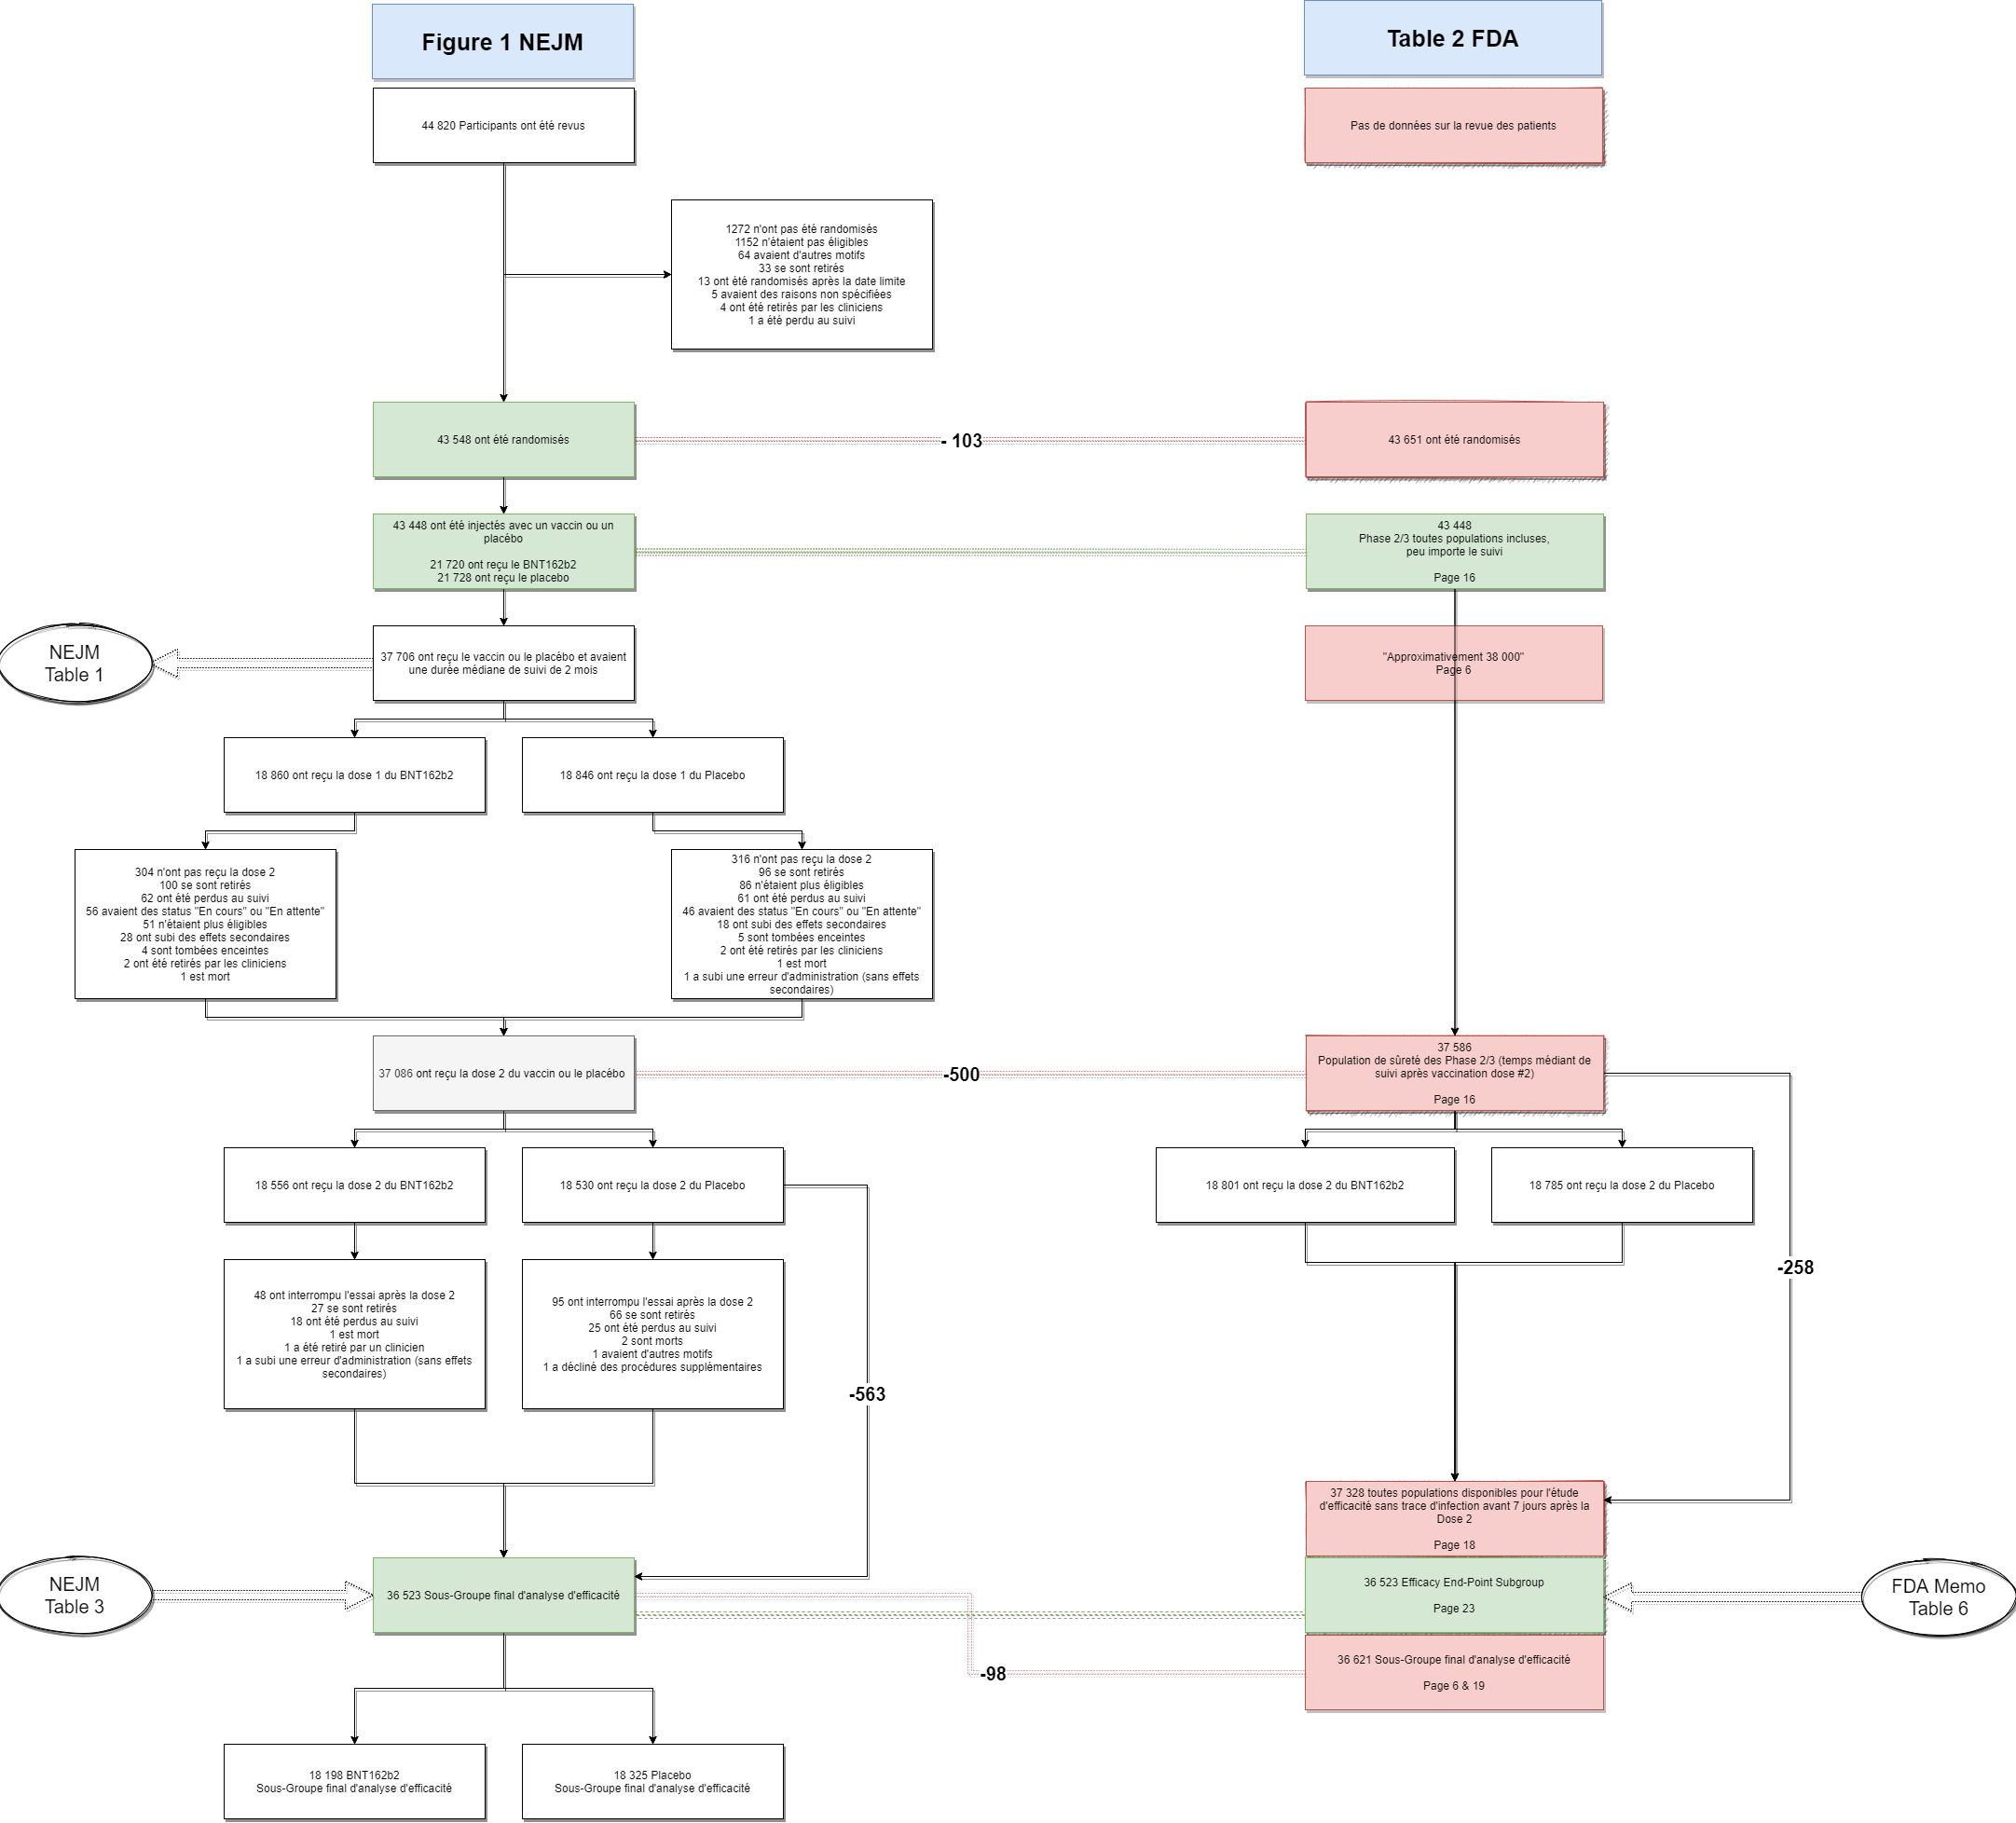 Figure 1 NEJM
Table 2 FDA
44 820 Participants ont été revus
Pas de données sur la revue des patients
1272 n'ont pas été randomisés
1152 n'étaient pas éligibles
64 avaient d'autres motifs
33 se sont retirés
13 ont été randomisés après la date limite
5 avaient des raisons non spécifiées
4 ont été retirés par les cliniciens
1 a été perdu au suivi
43 548 ont été randomisés
- 103
43 651 ont été randomisés
43 448 ont été injectés avec un vaccin ou un
placébo
21 720 ont reçu le BNT162b2
21 728 ont reçu le placebo
43 448
Phase 2/3 toutes populations incluses,
peu importe le suivi
Page 16
NEJM
Table 1
37 706 ont reçu le vaccin ou le placébo et avaient
une durée médiane de suivi de 2 mois
"Approximativement 38 000"
Page 6
18 860 ont reçu la dose 1 du BNT162b2
18 846 ont reçu la dose 1 du Placebo
304 n'ont pas reçu la dose 2
100 se sont retirés
62 ont été perdus au suivi
56 avaient des status "En cours" ou "En attente"
51 n'étaient plus éligibles
28 ont subi des effets secondaires
4 sont tombées enceintes
2 ont été retirés par les cliniciens
1 est mort
316 n'ont pas reçu la dose 2
96 se sont retirés
86 n'étaient plus éligibles
61 ont été perdus au suivi
46 avaient des status "En cours" ou "En attente"
18 ont subi des effets secondaires
5 sont tombées enceintes
2 ont été retirés par les cliniciens
1 est mort
1 a subi une erreur d'administration (sans effets
secondaires)
37 086 ont reçu la dose 2 du vaccin ou le placébo
-500
37 586
Population de sûreté des Phase 2/3 (temps médiant de
suivi après vaccination dose #2)
Page 16
18 556 ont reçu la dose 2 du BNT162b2
18 530 ont reçu la dose 2 du Placebo
18 801 ont reçu la dose 2 du BNT162b2
18 785 ont reçu la dose 2 du Placebo
-258
48 ont interrompu l'essai après la dose 2
27 se sont retirés
18 ont été perdus au suivi
1 est mort
1 a été retiré par un clinicien
1 a subi une erreur d'administration (sans effets
secondaires)
95 ont interrompu l'essai après la dose 2
66 se sont retirés
25 ont été perdus au suivi
2 sont morts
1 avaient d'autres motifs
1 a décliné des procédures supplémentaires
-563
37 328 toutes populations disponibles pour l'étude
d'efficacité sans trace d'infection avant 7 jours après la
Dose 2
Page 18
NEJM
Table 3
36 523 Sous-Groupe final d'analyse d'efficacité
36 523 Efficacy End-Point Subgroup
Page 23
FDA Memo
Table 6
-98
36 621 Sous-Groupe final d'analyse d'efficacité
Page 6 & 19
18 198 BNT162b2
Sous-Groupe final d'analyse d'efficacité
18 325 Placebo
Sous-Groupe final d'analyse d'efficacité